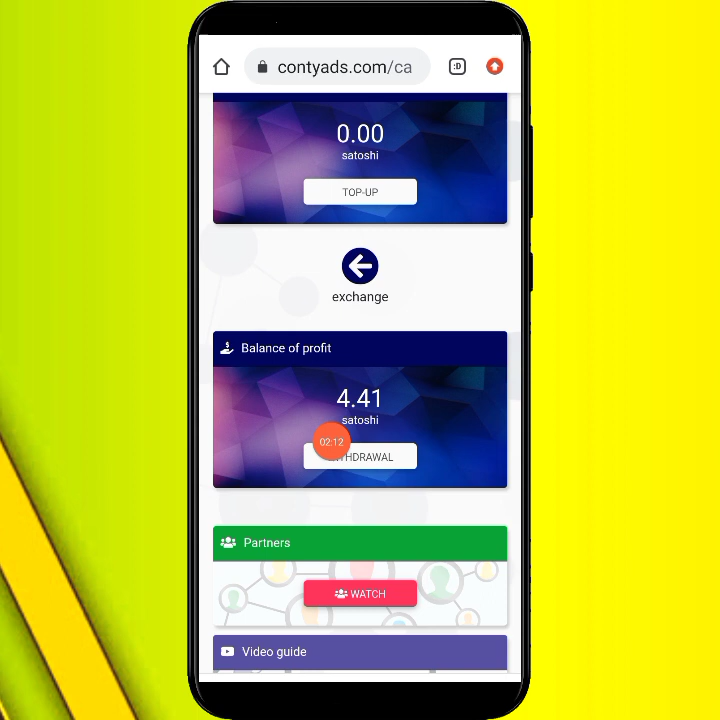 contyads.com/ca
:D
0.00
satoshi
TOP-UP
exchange
Balance of profit
4.41
satoshi
02:12
THDRAWAL
Partners
WATCH
Video guide